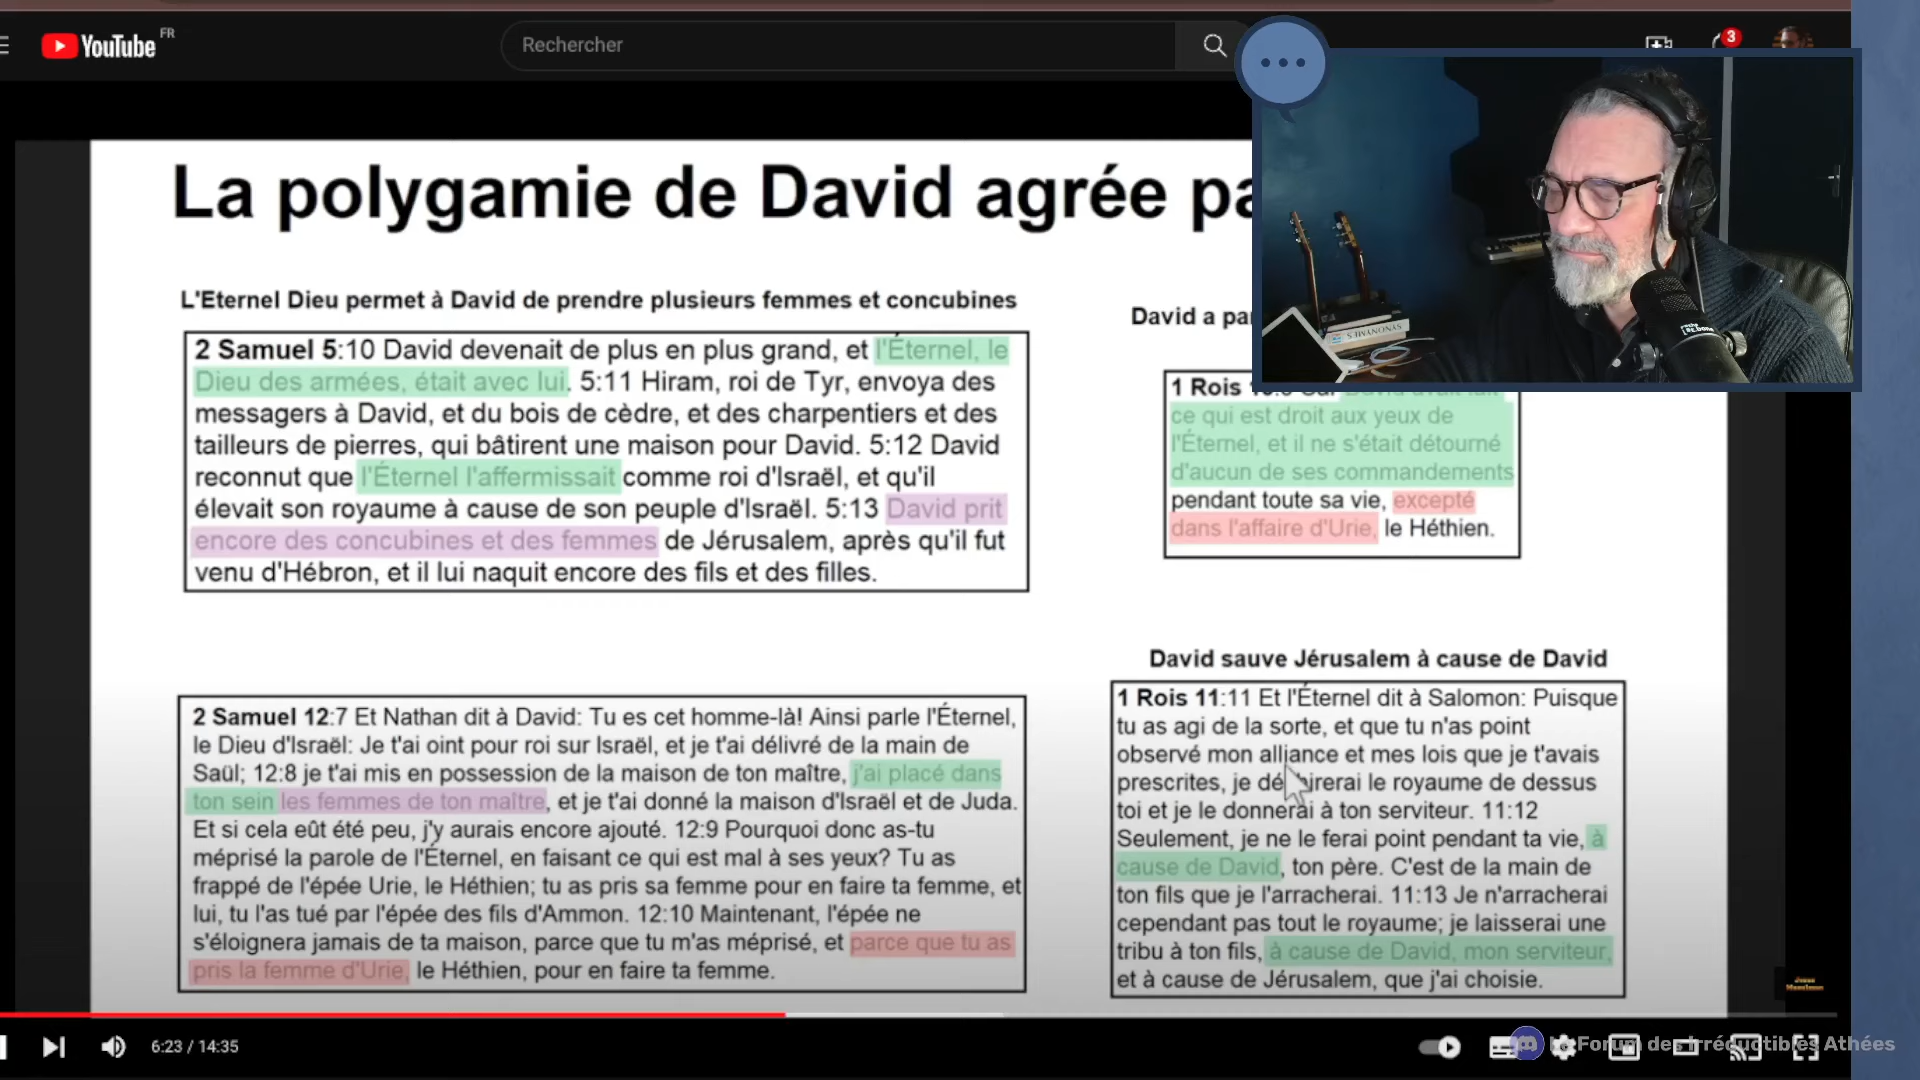 YouTube FR
Rechercher
3
La polygamie de David agrée
L'Eternel Dieu permet à David de prendre plusieurs femmes et concubines
2 Samuel 5:10 David devenait de plus en plus grand, et l'Éternel, le
Dieu des armées, était avec lui. 5:11 Hiram, roi de Tyr, envoya des
messagers à David, et du bois de cèdre, et des charpentiers et des
tailleurs de pierres, qui bâtirent une maison pour David. 5:12 David
reconnut que l'Éternel l'affermissait comme roi d'Israël, et qu'il
élevait son royaume à cause de son peuple d'Israël. 5:13 David prit
encore des concubines et des femmes de Jérusalem, après qu'il fut
venu d'Hébron, et il lui naquit encore des fils et des filles.
David a
1 Rois
ce qui est droit aux yeux de
l'Éternel, et il ne s'était détourné
d'aucun de ses commandements
pendant toute sa vie, excepté
dans l'affaire d'Urie, le Héthien.
2 Samuel 12:7 Et Nathan dit à David: Tu es cet homme-là! Ainsi parle l'Éternel,
le Dieu d'Israël: Je t'ai oint pour roi sur Israël, et je t'ai délivré de la main de
Saül; 12:8 je t'ai mis en possession de la maison de ton maître, j'ai placé dans
ton sein les femmes de ton maître, et je t'ai donné la maison d'Israël et de Juda.
Et si cela eût été peu, j'y aurais encore ajouté. 12:9 Pourquoi donc as-tu
méprisé la parole de l'Éternel, en faisant ce qui est mal à ses yeux? Tu as
frappé de l'épée Urie, le Héthien; tu as pris sa femme pour en faire ta femme, et
lui, tu l'as tué par l'épée des fils d'Ammon. 12:10 Maintenant, l'épée ne
s'éloignera jamais de ta maison, parce que tu m'as méprisé, et parce que tu as
pris la femme d'Urie, le Héthien, pour en faire ta femme.
David sauve Jérusalem à cause de David
1 Rois 11:11 Et l'Éternel dit à Salomon: Puisque
tu as agi de la sorte, et que tu n'as point
observé mon alliance et mes lois que je t'avais
prescrites, je déchirerai le royaume de dessus
toi et je le donnerai à ton serviteur. 11:12
Seulement, je ne le ferai point pendant ta vie, à
cause de David, ton père. C'est de la main de
ton fils que je l'arracherai. 11:13 Je n'arracherai
cependant pas tout le royaume; je laisserai une
tribu à ton fils, à cause de David, mon serviteur,
et à cause de Jérusalem, que j'ai choisie.
SYNONYMES
6:23 / 14:35
Le Forum des Irréductibles Athées